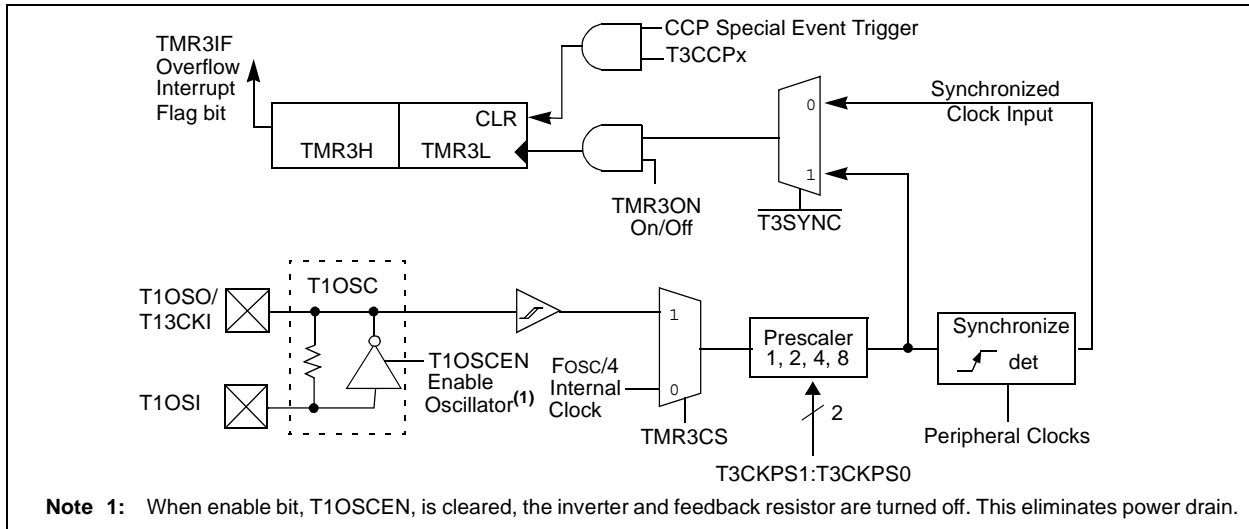 TMR3IF
Overflow
Interrupt
Flag bit
CCP Special Event Trigger
T3CCPx
CLR
TMR3H
TMR3L
TMR3ON
On/Off
0
1
T3SYNC
Synchronized
Clock Input
T1OSO/
T13CKI
T1OSI
T1OSC
T1OSCEN
Enable
Oscillator(1)
FOSC/4
Internal
Clock
1
0
TMR3CS
Prescaler
1, 2, 4, 8
2
T3CKPS1:T3CKPS0
Synchronize
det
Peripheral Clocks
Note 1: When enable bit, T1OSCEN, is cleared, the inverter and feedback resistor are turned off. This eliminates power drain.